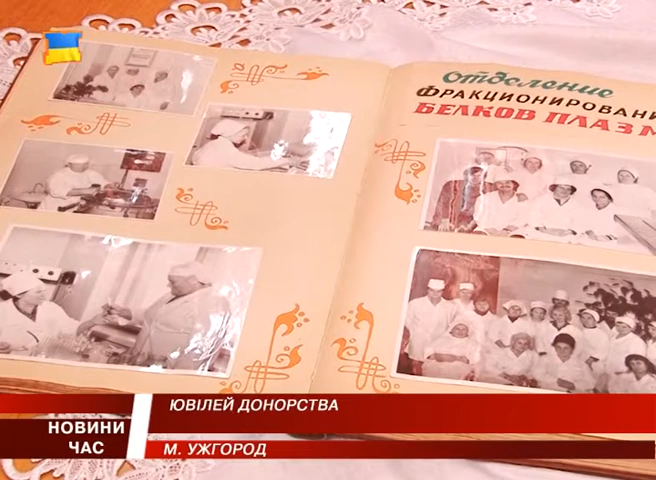 Отделение
ФРАКЦИОНИРОВАНИ
БЕЛКОВ ПЛАЗМ
ЮВІЛЕЙ ДОНОРСТВА
НОВИНИ
ЧАС
М. УЖГОРОД